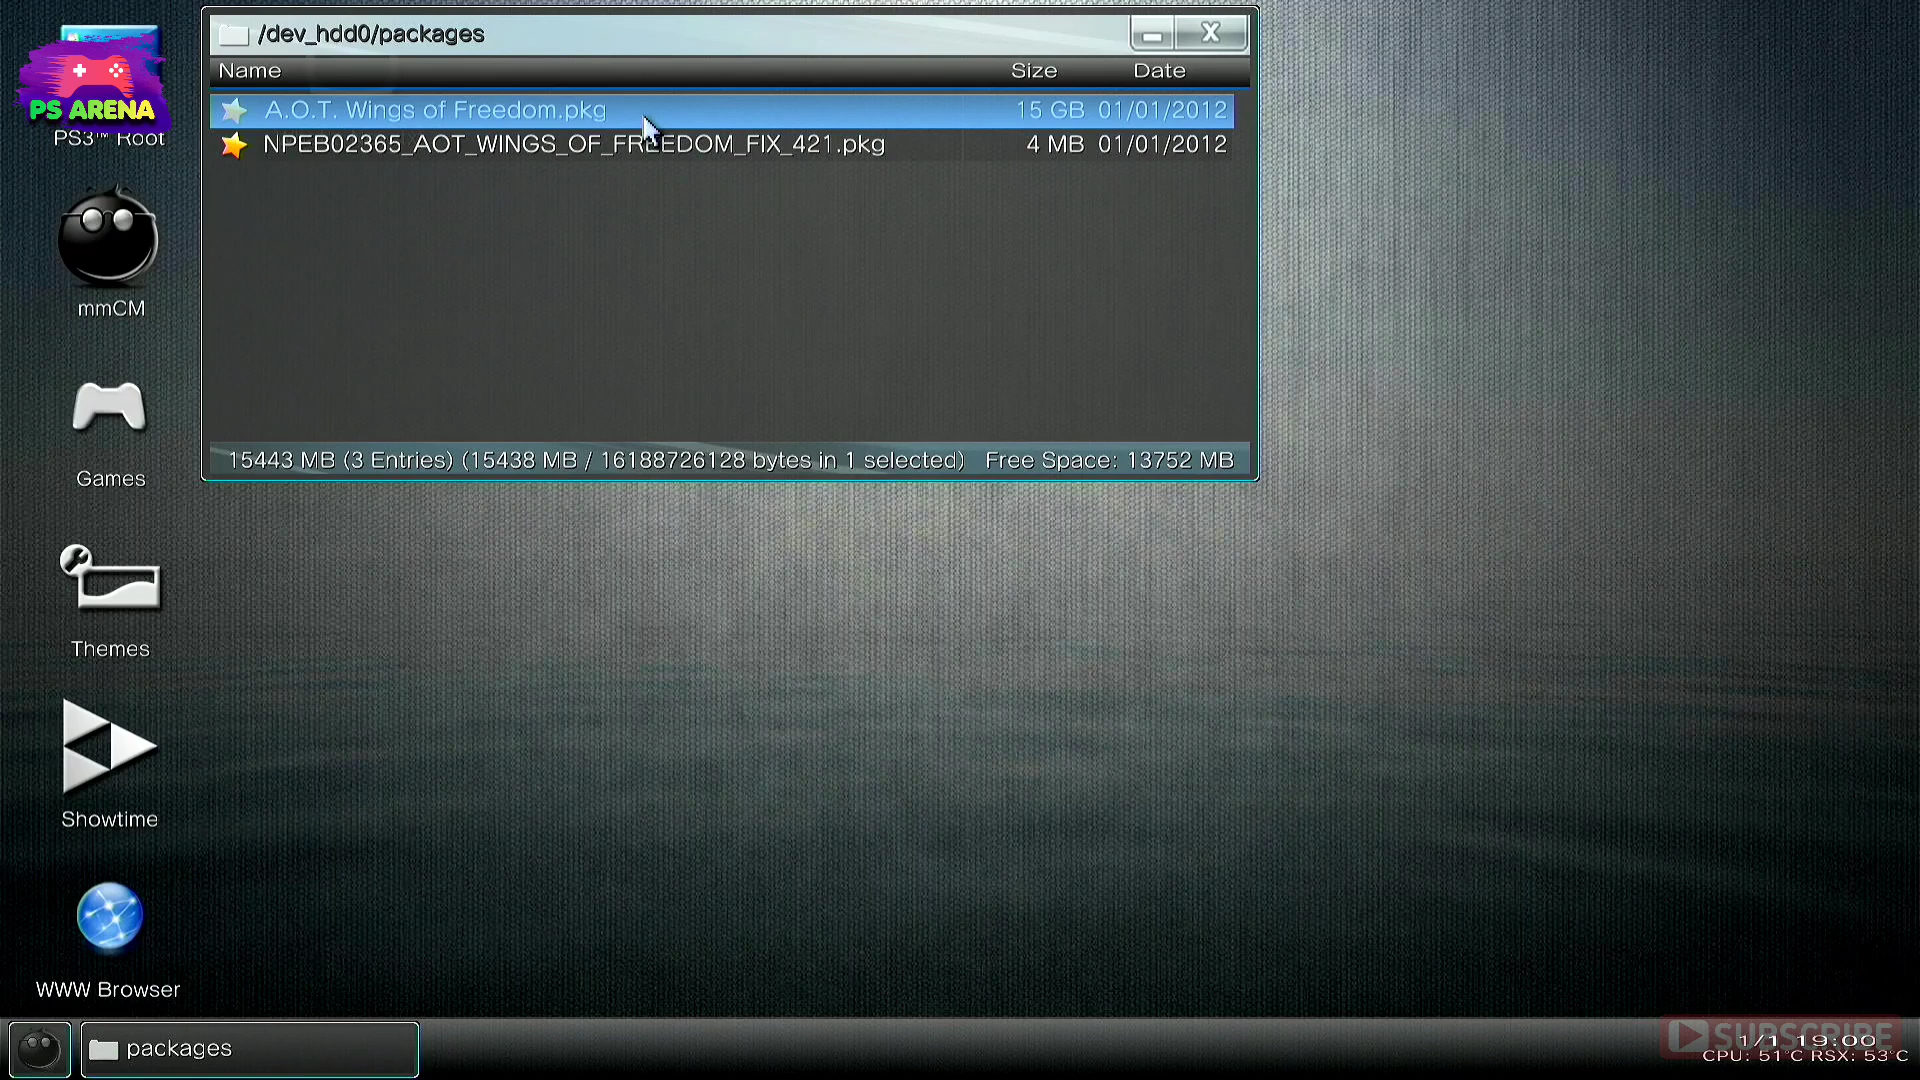 /dev_hdd0/packages
X
Name Size Date
A.O.T. Wings of Freedom.pkg 15 GB 01/01/2012
NPEB02365_AOT_WINGS_OF_FREEDOM_FIX_421.pkg 4 MB 01/01/2012
15443 MB (3 Entries) (15438 MB / 16188726128 bytes in 1 selected) Free Space: 13752 MB
PS ARENA
PS3™ Root
mmCM
Games
Themes
Showtime
WWW Browser
packages
SUBSCRIBE
1/1 19:00
CPU: 51°C RSX: 53°C